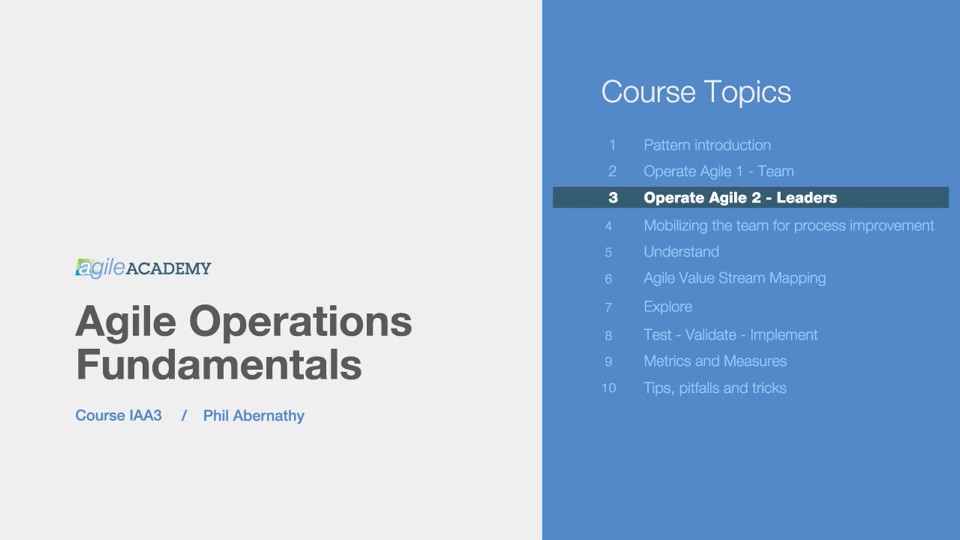 agile ACADEMY
Agile Operations
Fundamentals
Course IAA3 / Phil Abernathy
Course Topics
1 Pattern introduction
2 Operate Agile 1 - Team
3 Operate Agile 2 - Leaders
4 Mobilizing the team for process improvement
5 Understand
6 Agile Value Stream Mapping
7 Explore
8 Test - Validate - Implement
9 Metrics and Measures
10 Tips, pitfalls and tricks